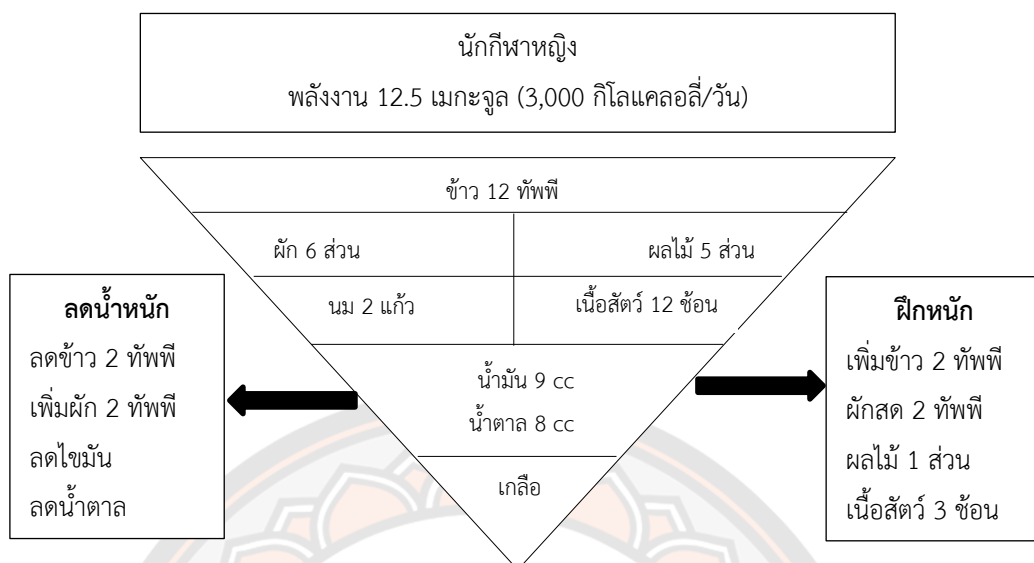 นักกีฬาหญิง
พลังงาน 12.5 เมกะจูล (3,000 กิโลแคลอลี่/วัน)
ข้าว 12 ทัพพี
ผัก 6 ส่วน
ผลไม้ 5 ส่วน
นม 2 แก้ว
เนื้อสัตว์ 12 ช้อน
น้ำมัน 9 cc
น้ำตาล 8 cc
เกลือ
ลดน้ำหนัก
ลดข้าว 2 ทัพพี
เพิ่มผัก 2 ทัพพี
ลดไขมัน
ลดน้ำตาล
ฝึกหนัก
เพิ่มข้าว 2 ทัพพี
ผักสด 2 ทัพพี
ผลไม้ 1 ส่วน
เนื้อสัตว์ 3 ช้อน